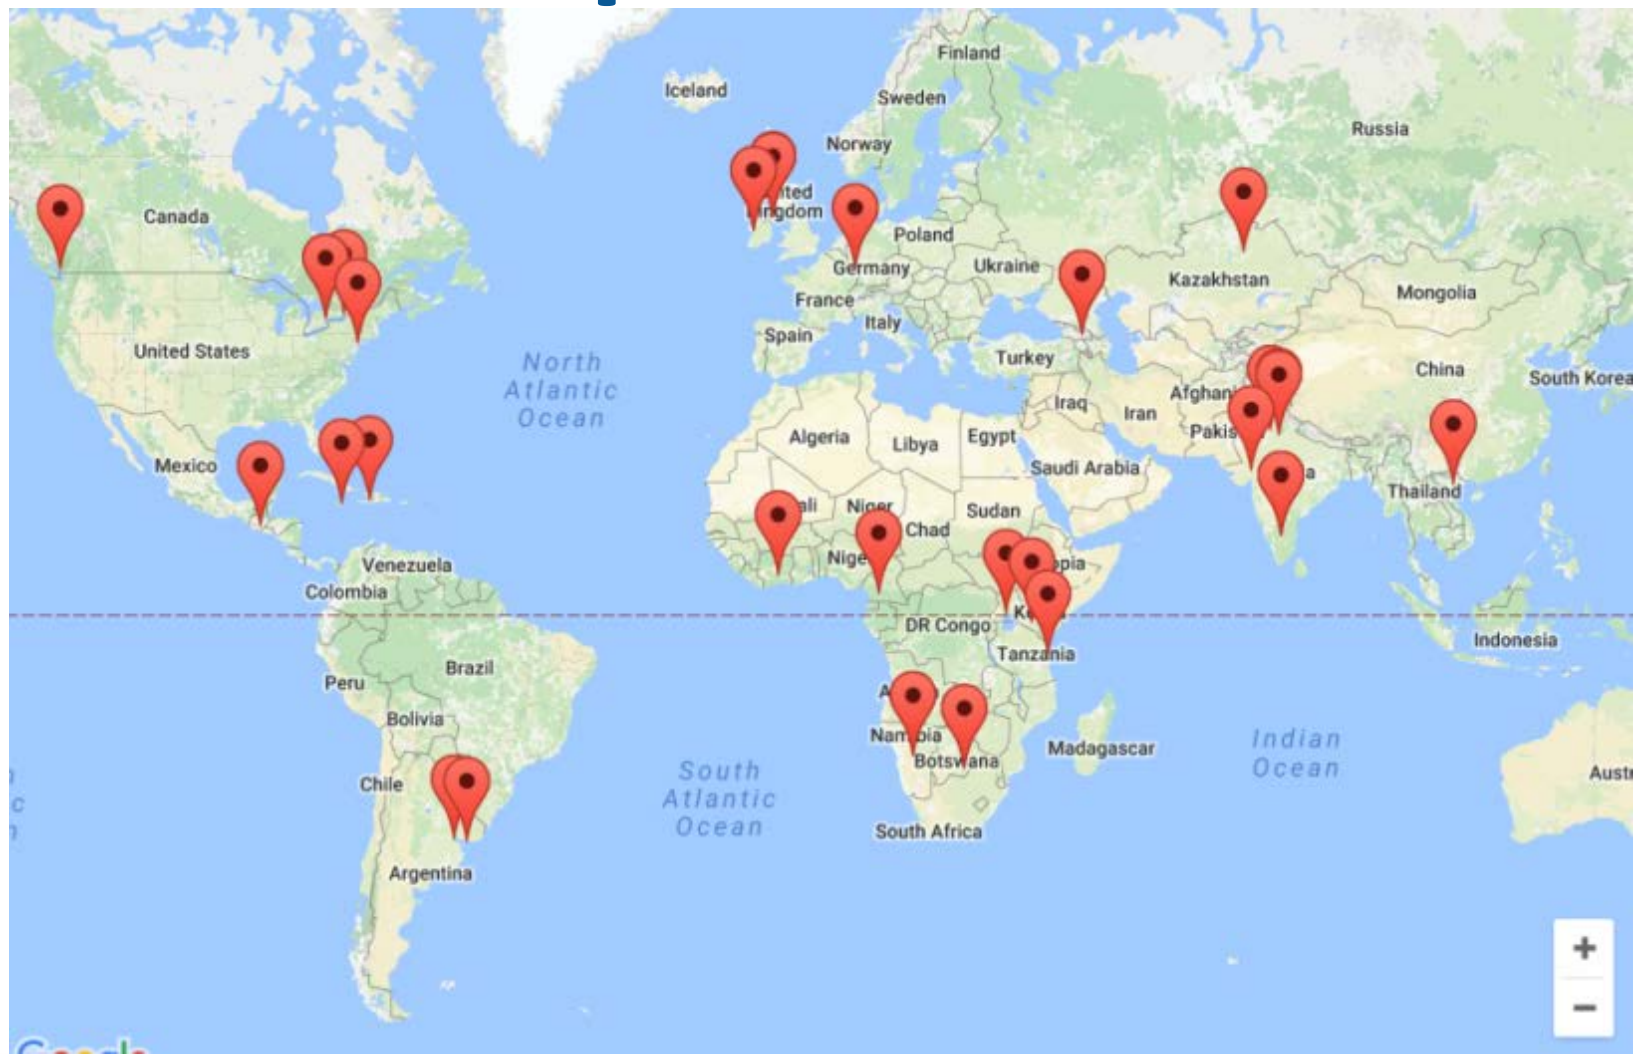 Finland
Iceland
Sweden
Russia
Norway
Canada
Poland
Germany
Ukraine
Kazakhstan
Mongolia
France
Italy
Spain
United States
North
Atlantic
Ocean
Turkey
China
South Korea
Iraq
Iran
Algeria
Libya
Egypt
Mexico
Saudi Arabia
Thailand
Niger
Sudan
Chad
Venezuela
Colombia
DR Congo
Indonesia
Tanzania
Brazil
Peru
Bolivia
Botswana
Madagascar
Indian
Ocean
Chile
South
Atlantic
Ocean
South Africa
Argentina
+
−